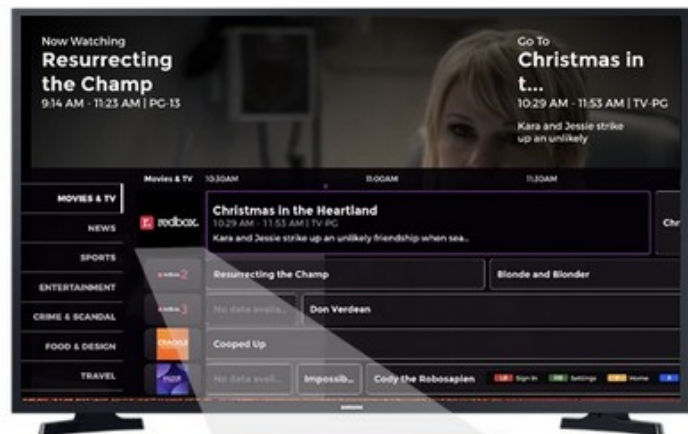 Now Watching
Resurrecting
the Champ
9:14 AM - 11:23 AM | PG-13
Go To
Christmas in
t...
10:29 AM - 11:53 AM | TV-PG
Kara and Jessie strike
up an unlikely
Movies & TV 10:30AM 11:00AM 11:30AM
MOVIES & TV
NEWS
SPORTS
ENTERTAINMENT
CRIME & SCANDAL
FOOD & DESIGN
TRAVEL
redbox.
Christmas in the Heartland
10:29 AM - 11:53 AM | TV-PG
Kara and Jessie strike up an unlikely friendship when sea...
Chr
2 Resurrecting the Champ Blonde and Blonder
3 No data availa... Don Verdean
CRACKLE Cooped Up
No data avail... Impossib... Cody the Robosapien Sign In Settings Home
SAMSUNG